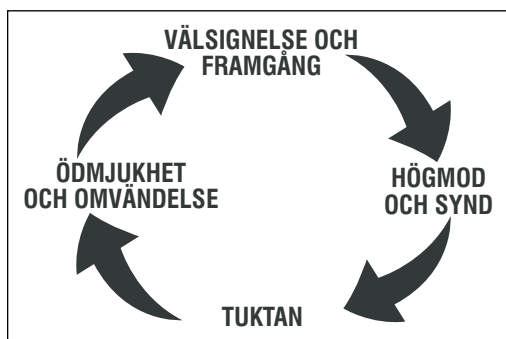 VÄLSIGNELSE OCH
FRAMGÅNG
HÖGMOD
OCH SYND
TUKTAN
ÖDMJUKHET
OCH OMVÄNDELSE